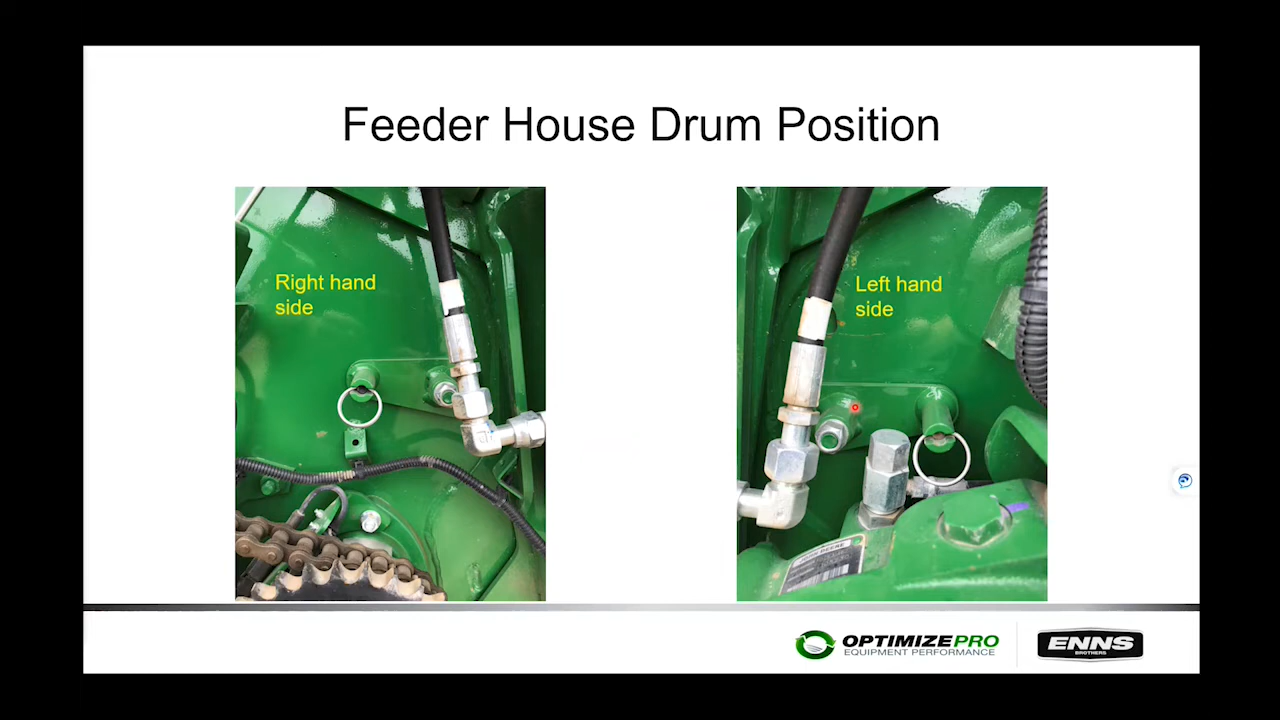 Feeder House Drum Position
Right hand
side
Left hand
side
OPTIMIZEPRO
EQUIPMENT PERFORMANCE
ENNS
BROTHERS